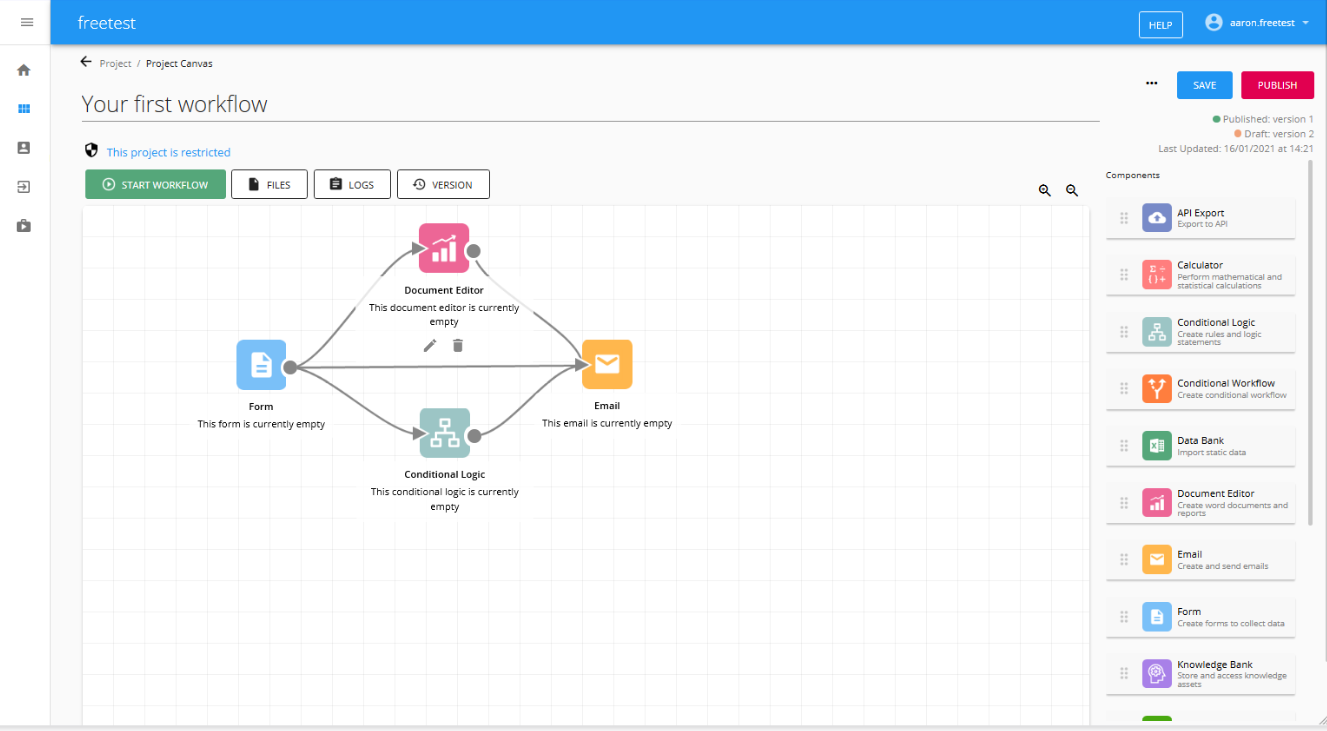 freetest
HELP
aaron.freetest
Project / Project Canvas
SAVE
PUBLISH
Your first workflow
Published: version 1
Draft: version 2
Last Updated: 16/01/2021 at 14:21
This project is restricted
START WORKFLOW
FILES
LOGS
VERSION
Document Editor
This document editor is currently
empty
Form
This form is currently empty
Email
This email is currently empty
Conditional Logic
This conditional logic is currently
empty
Components
API Export
Export to API
Calculator
Perform mathematical and
statistical calculations
Conditional Logic
Create rules and logic
statements
Conditional Workflow
Create conditional workflow
Data Bank
Import static data
Document Editor
Create word documents and
reports
Email
Create and send emails
Form
Create forms to collect data
Knowledge Bank
Store and access knowledge
assets